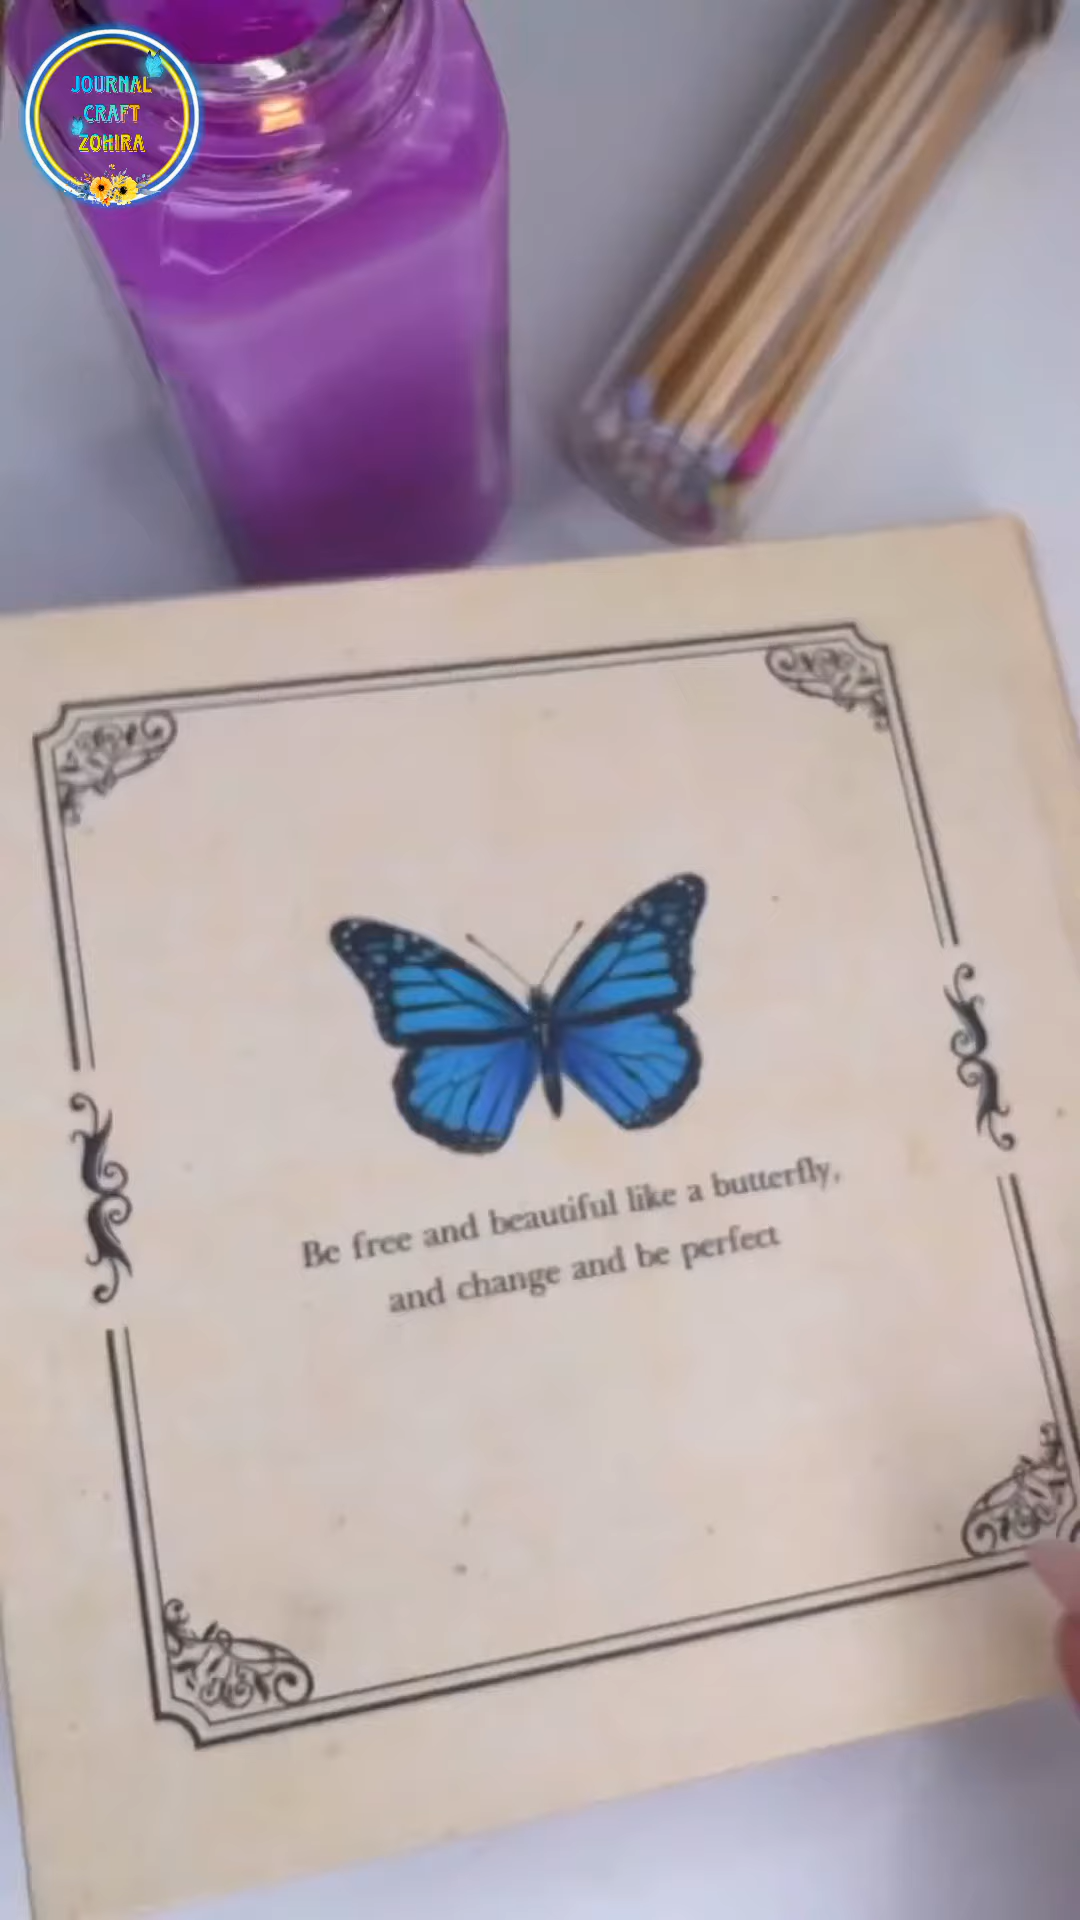 JOURNAL
CRAFT
ZOHIRA
Be free and beautiful like a butterfly,
and change and be perfect